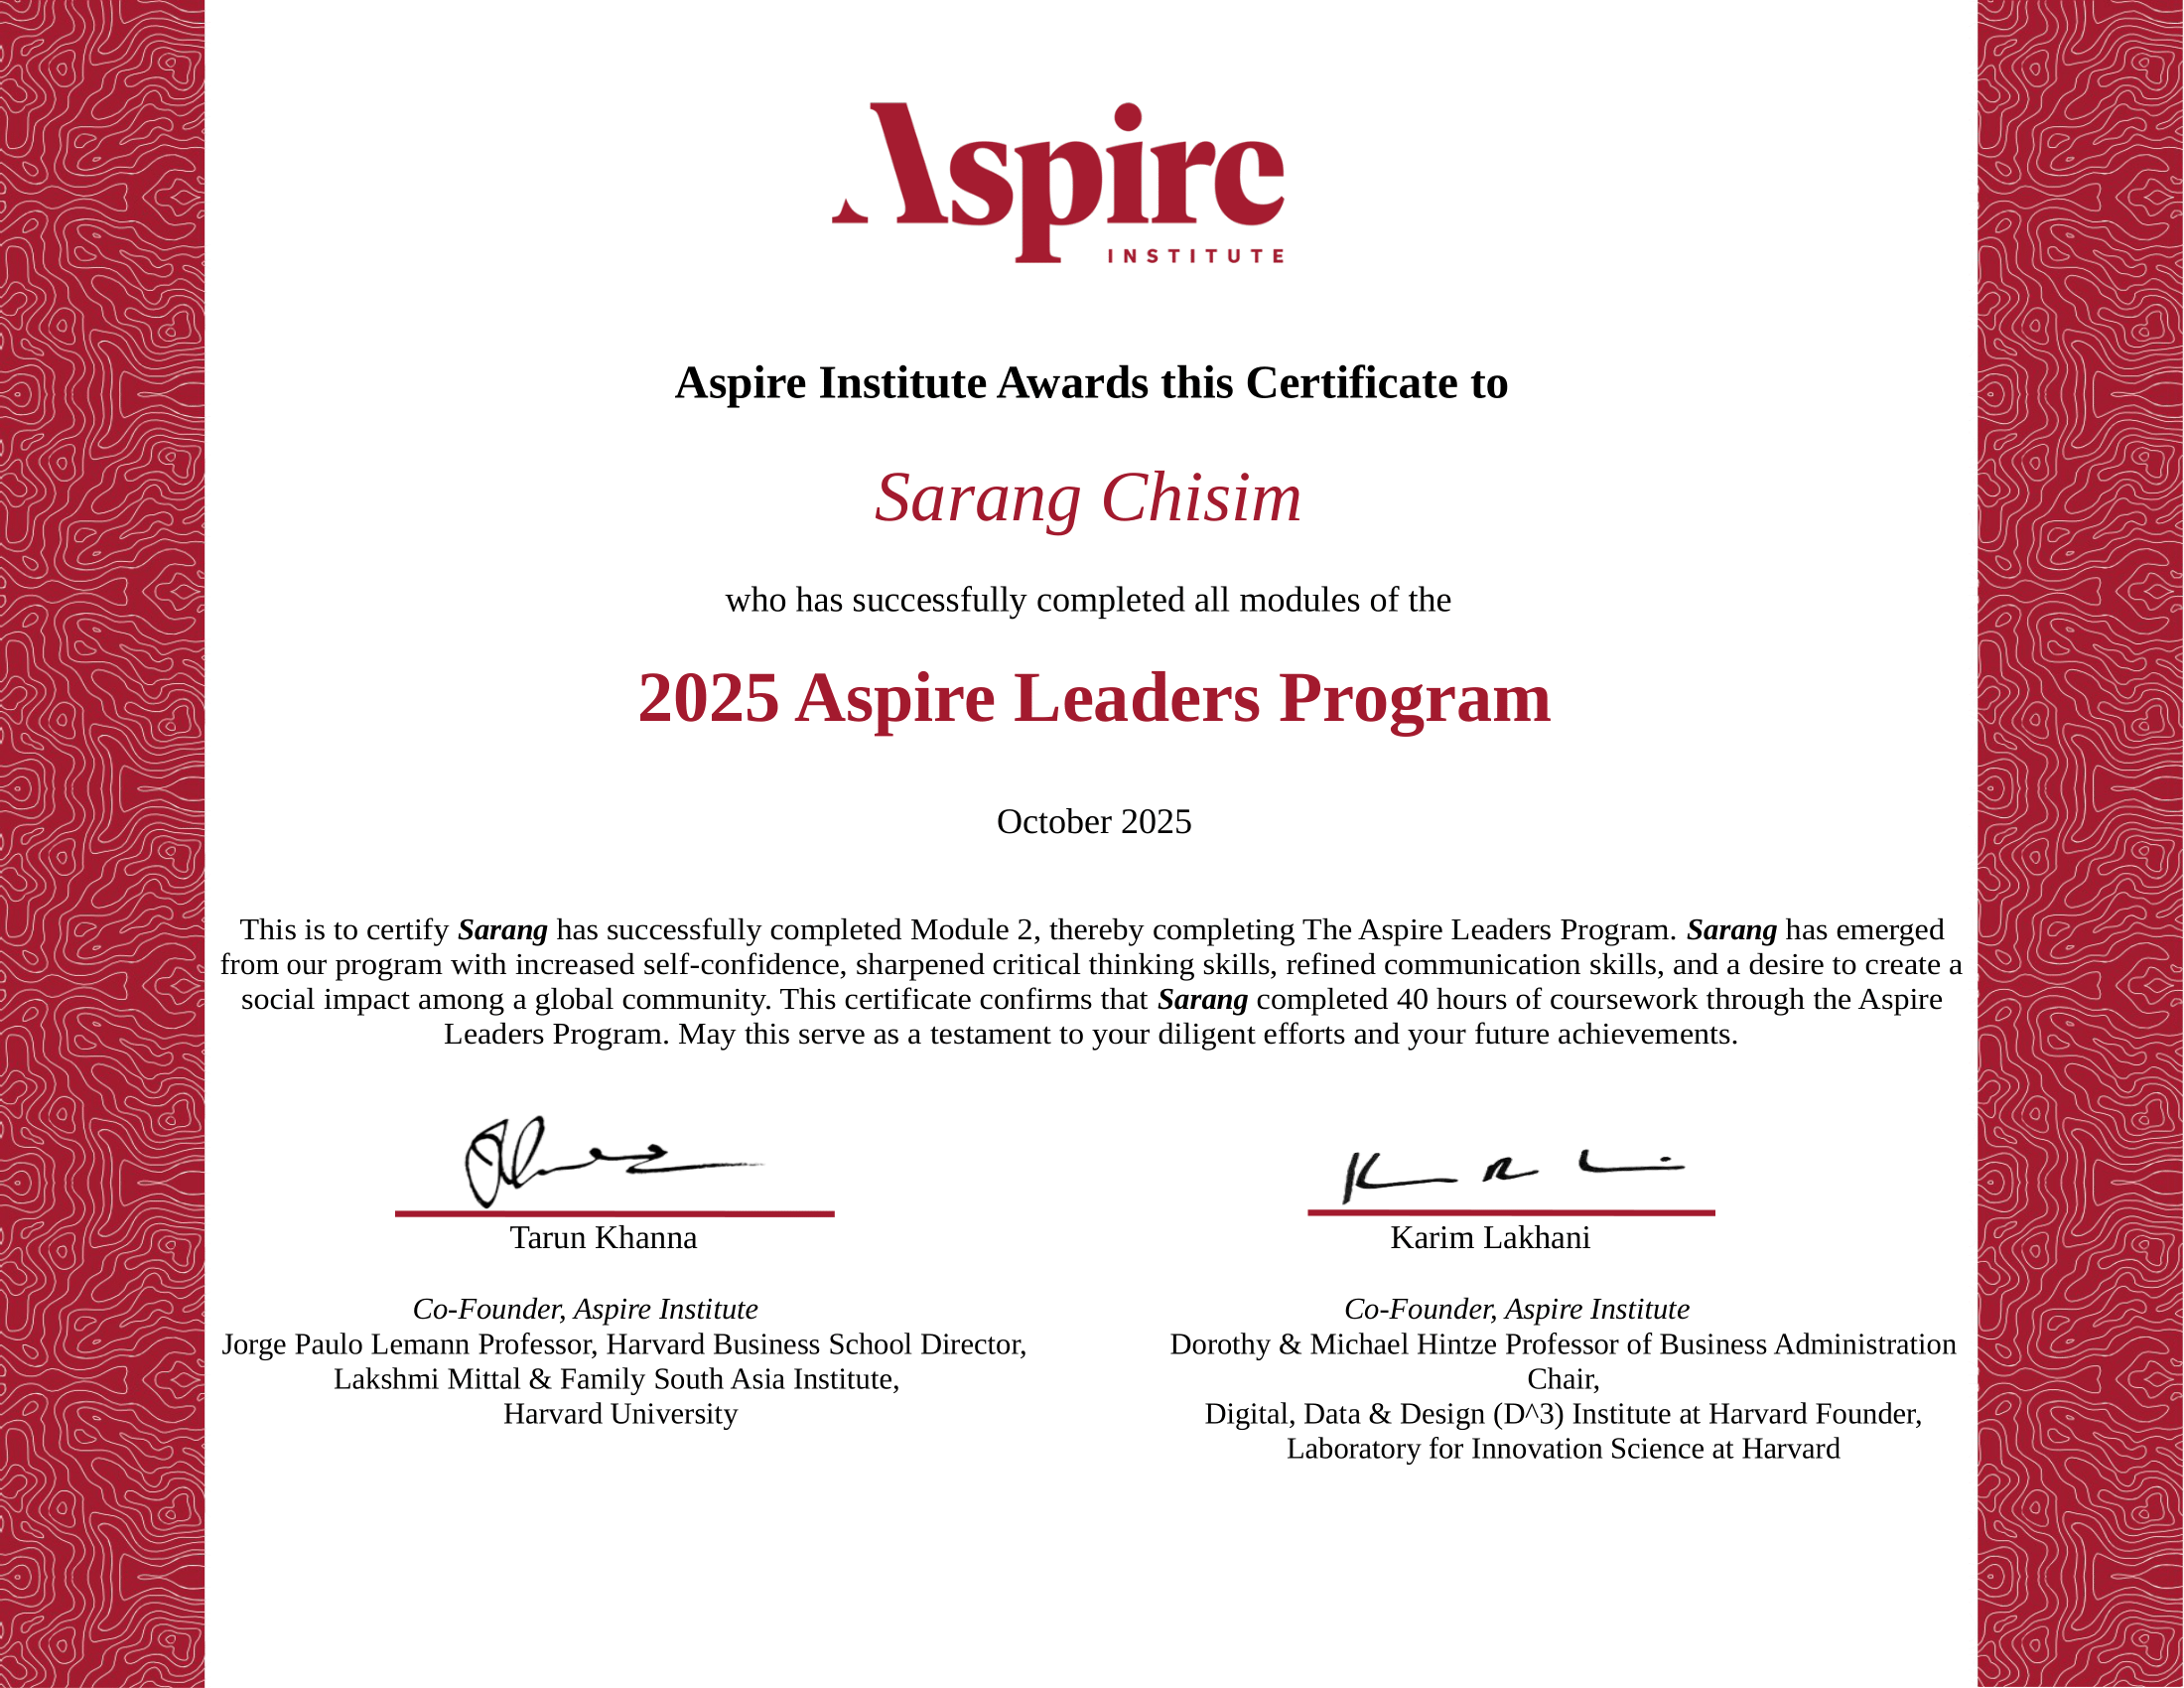 Aspire
INSTITUTE
Aspire Institute Awards this Certificate to
Sarang Chisim
who has successfully completed all modules of the
2025 Aspire Leaders Program
October 2025
This is to certify Sarang has successfully completed Module 2, thereby completing The Aspire Leaders Program. Sarang has emerged
from our program with increased self-confidence, sharpened critical thinking skills, refined communication skills, and a desire to create a
social impact among a global community. This certificate confirms that Sarang completed 40 hours of coursework through the Aspire
Leaders Program. May this serve as a testament to your diligent efforts and your future achievements.
Tarun Khanna
Co-Founder, Aspire Institute
Jorge Paulo Lemann Professor, Harvard Business School Director,
Lakshmi Mittal & Family South Asia Institute,
Harvard University
Karim Lakhani
Co-Founder, Aspire Institute
Dorothy & Michael Hintze Professor of Business Administration
Chair,
Digital, Data & Design (D^3) Institute at Harvard Founder,
Laboratory for Innovation Science at Harvard